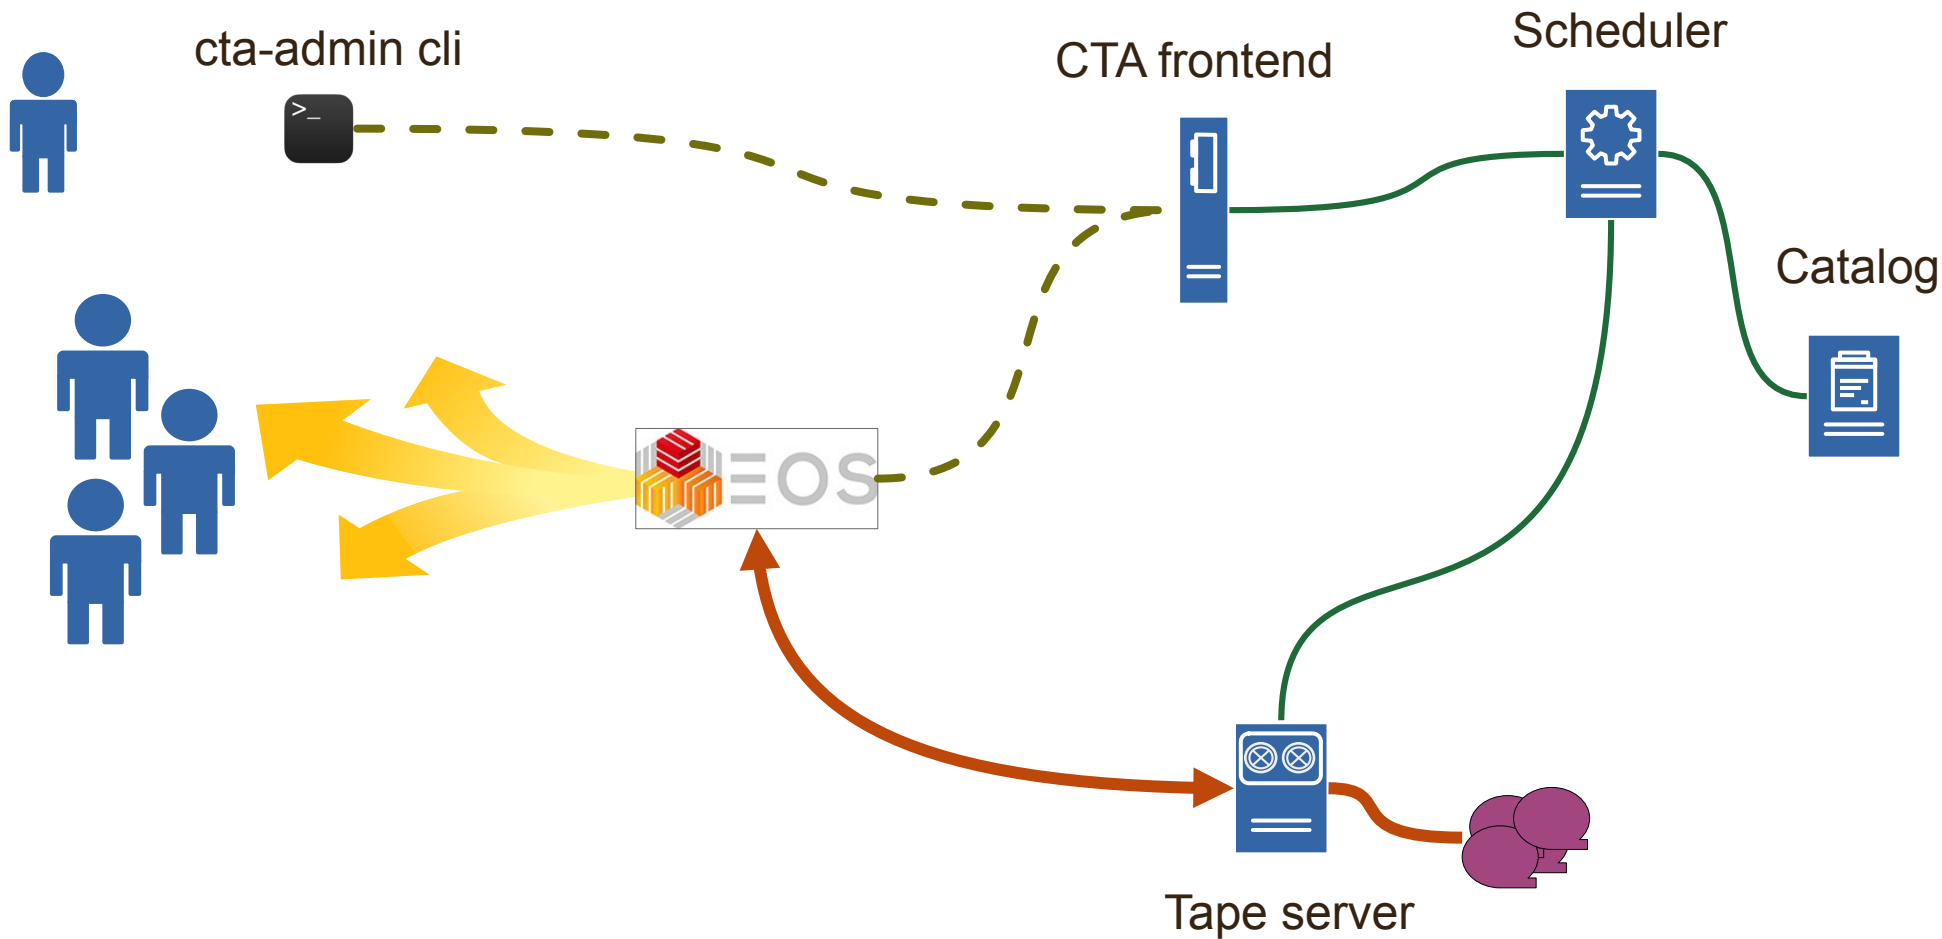 cta-admin cli
CTA frontend
Scheduler
>_
Catalog
EOS
Tape server